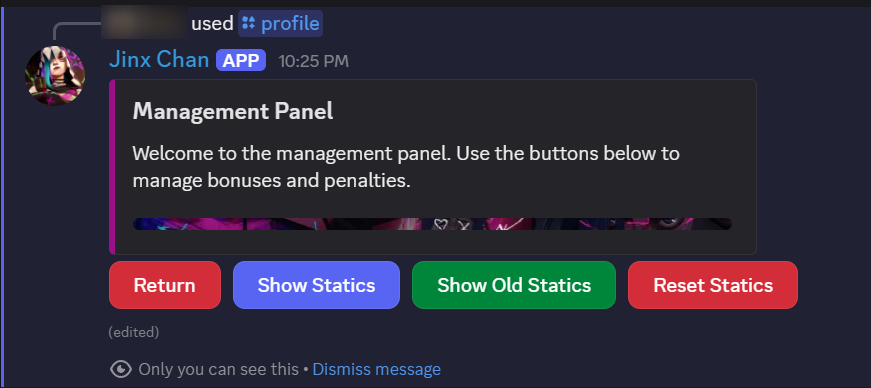 used profile
Jinx Chan APP 10:25 PM
Management Panel
Welcome to the management panel. Use the buttons below to
manage bonuses and penalties.
Return Show Statics Show Old Statics Reset Statics
(edited)
Only you can see this • Dismiss message